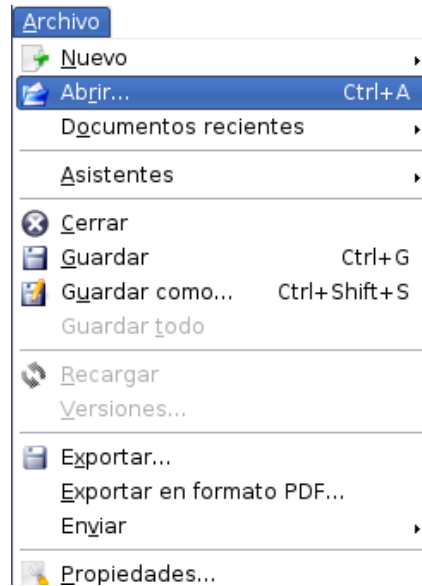 Archivo
Nuevo
Abrir... Ctrl+A
Documentos recientes
Asistentes
Cerrar
Guardar Ctrl+G
Guardar como... Ctrl+Shift+S
Guardar todo
Recargar
Versiones...
Exportar...
Exportar en formato PDF...
Enviar
Propiedades...